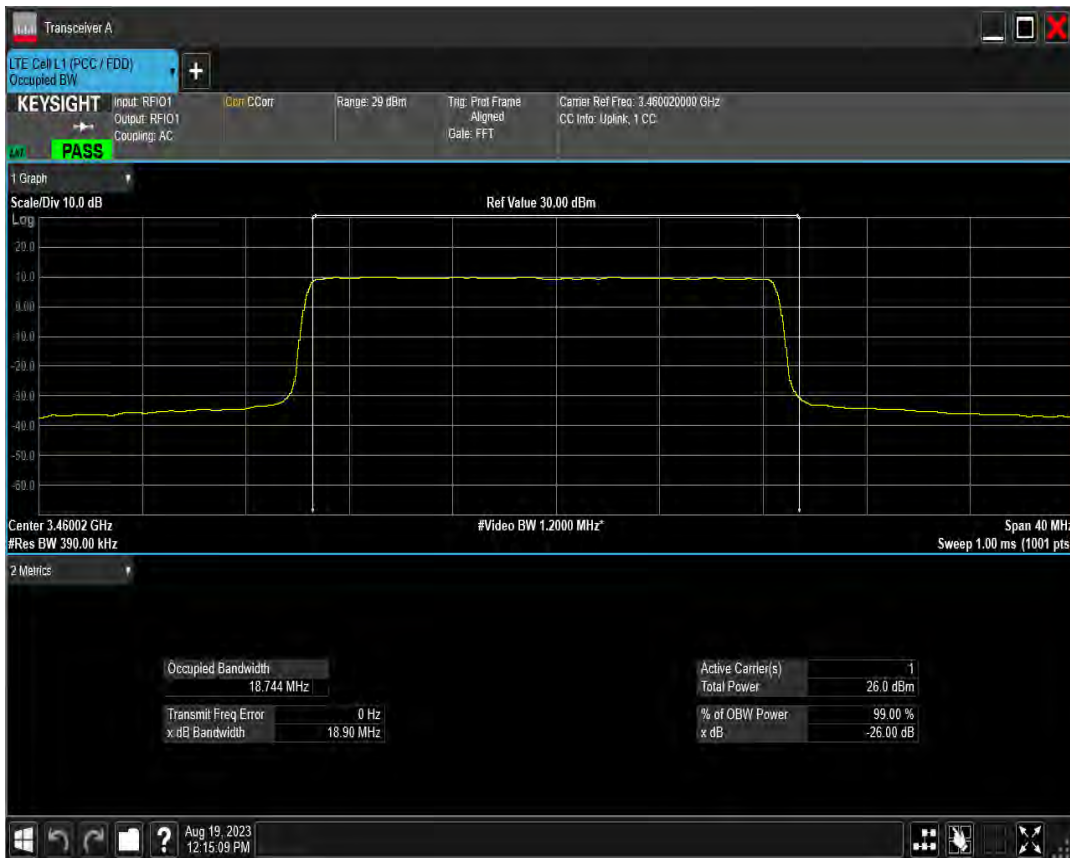 Transceiver A
LTE Cell L1 (PCC / FDD)
Occupied BW
+
KEYSIGHT
Input: RFIO1
Output: RFIO1
Coupling: AC
PASS
Corr CCorr
Range: 29 dBm
Trig: Prot Frame
Aligned
Gate: FFT
Carrier Ref Freq: 3.460020000 GHz
CC Info: Uplink, 1 CC
1 Graph
Scale/Div 10.0 dB
Ref Value 30.00 dBm
Log
20.0
10.0
0.00
-10.0
-20.0
-30.0
-40.0
-50.0
-60.0
Center 3.46002 GHz
#Video BW 1.2000 MHz*
Span 40 MHz
#Res BW 390.00 kHz
Sweep 1.00 ms (1001 pts
2 Metrics
Occupied Bandwidth
18.744 MHz
Transmit Freq Error 0 Hz
x dB Bandwidth 18.90 MHz
Active Carrier(s) 1
Total Power 26.0 dBm
% of OBW Power 99.00 %
x dB -26.00 dB
?
Aug 19, 2023
12:15:09 PM